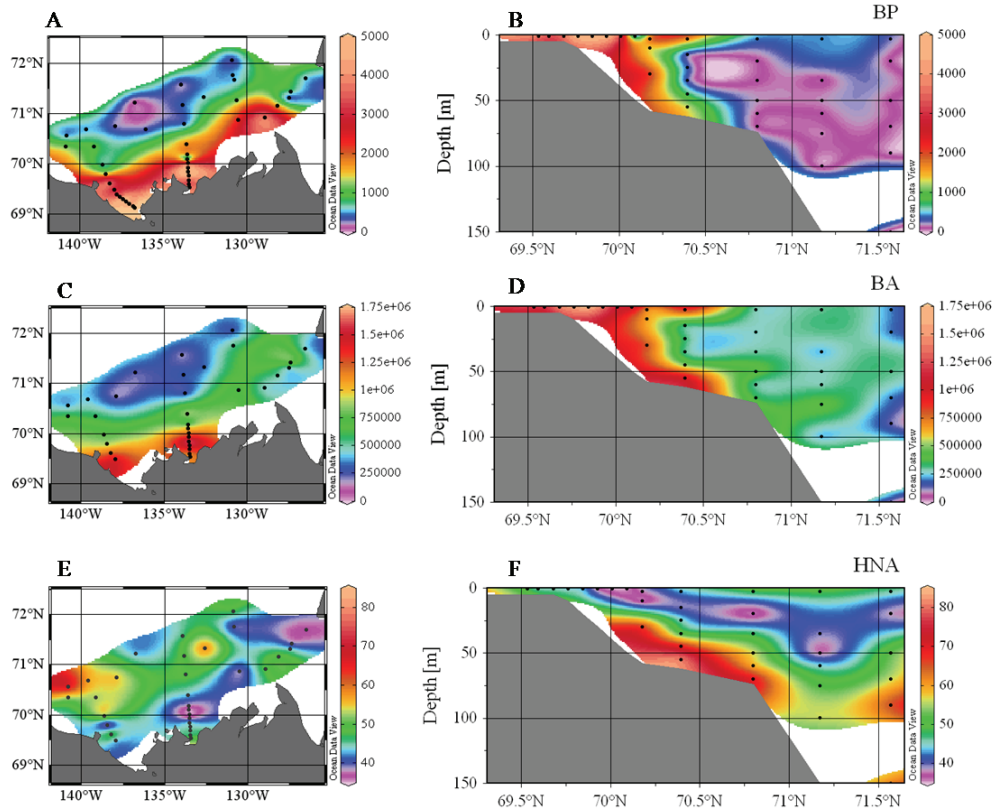 A
72°N
71°N
70°N
69°N
140°W 135°W 130°W
5000
4000
3000
2000
1000
0
Ocean Data View
B
BP
Depth [m]
0
50
100
150
69.5°N 70°N 70.5°N 71°N 71.5°N
5000
4000
3000
2000
1000
0
Ocean Data View
C
72°N
71°N
70°N
69°N
140°W 135°W 130°W
1.75e+06
1.5e+06
1.25e+06
1e+06
750000
500000
250000
0
Ocean Data View
D
BA
Depth [m]
0
50
100
150
69.5°N 70°N 70.5°N 71°N 71.5°N
1.75e+06
1.5e+06
1.25e+06
1e+06
750000
500000
250000
0
Ocean Data View
E
72°N
71°N
70°N
69°N
140°W 135°W 130°W
80
70
60
50
40
Ocean Data View
F
HNA
Depth [m]
0
50
100
150
69.5°N 70°N 70.5°N 71°N 71.5°N
80
70
60
50
40
Ocean Data View